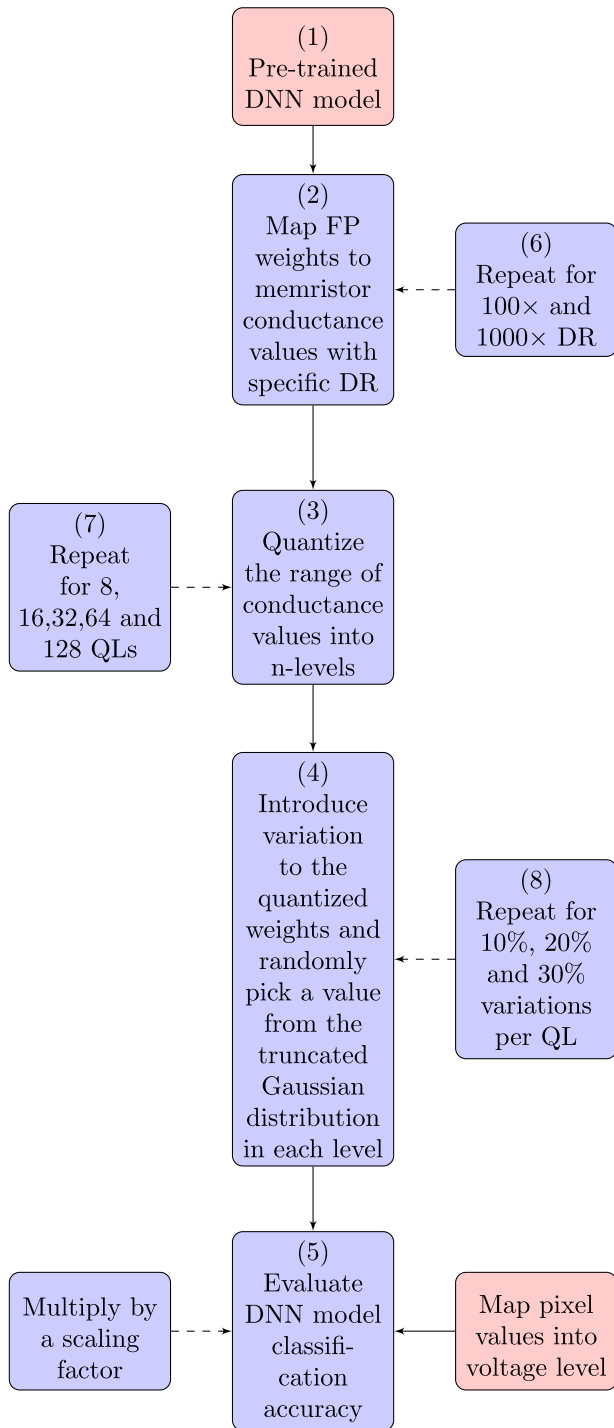 (1)
Pre-trained
DNN model
(2)
Map FP
weights to
memristor
conductance
values with
specific DR
(6)
Repeat for
100× and
1000× DR
(3)
Quantize
the range of
conductance
values into
n-levels
(7)
Repeat
for 8,
16,32,64 and
128 QLs
(4)
Introduce
variation
to the
quantized
weights and
randomly
pick a value
from the
truncated
Gaussian
distribution
in each level
(8)
Repeat for
10%, 20%
and 30%
variations
per QL
(5)
Evaluate
DNN model
classifi-
cation
accuracy
Multiply by
a scaling
factor
Map pixel
values into
voltage level